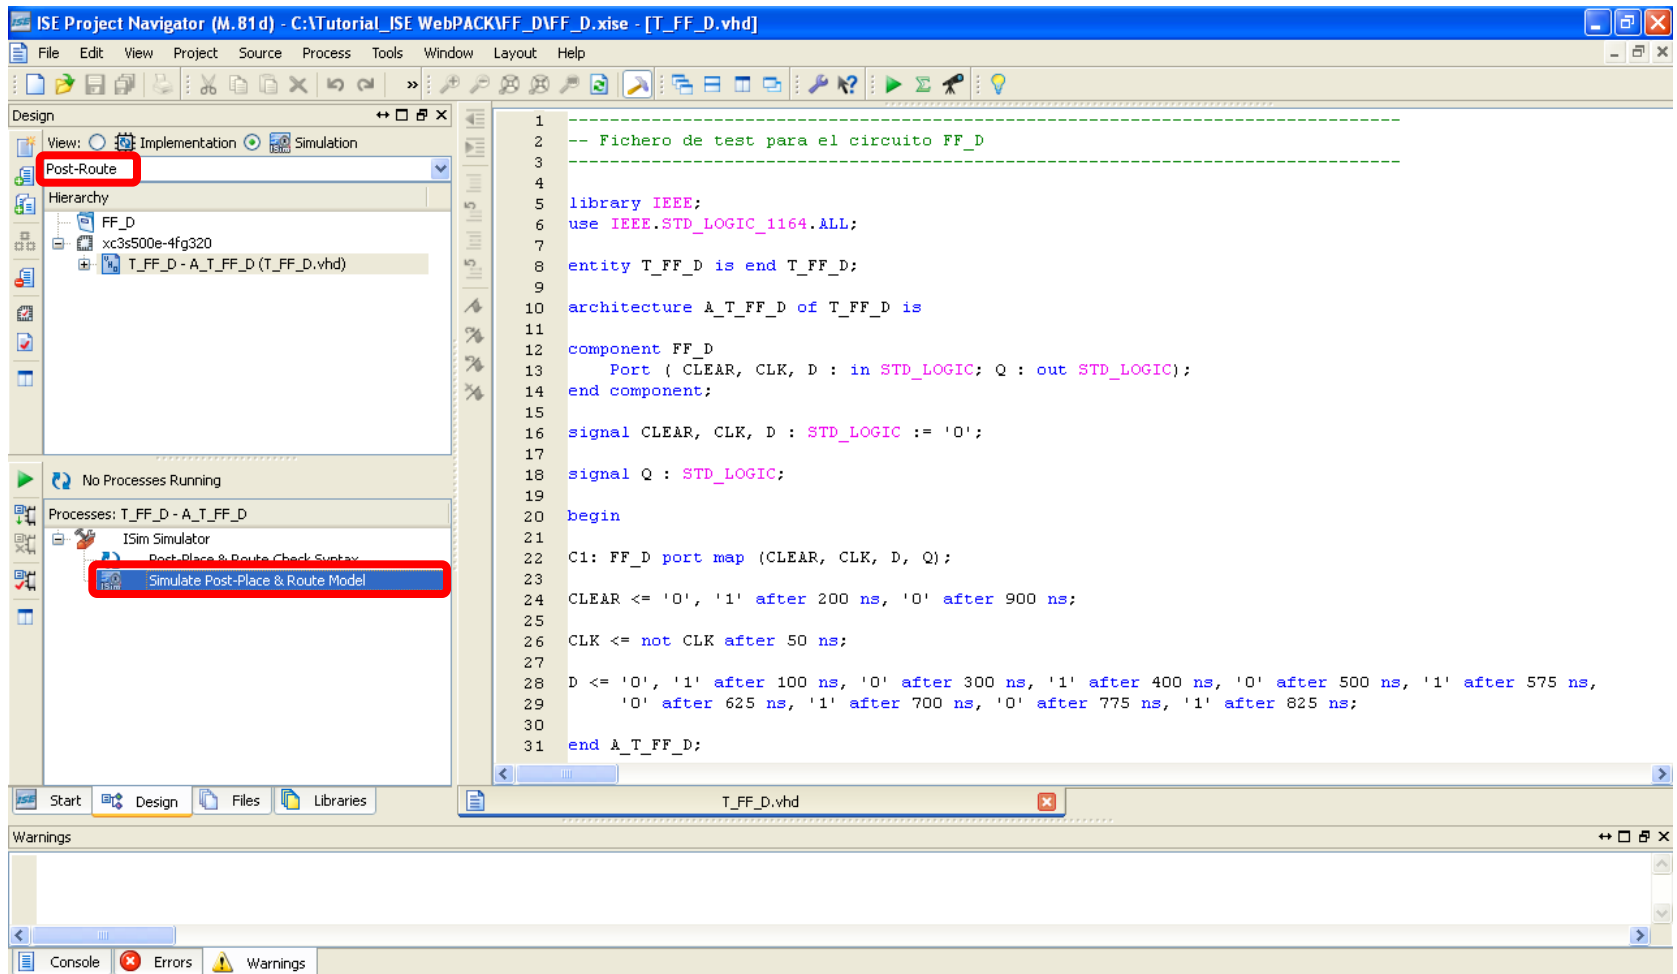 ISE Project Navigator (M.81d) - C:\Tutorial_ISE WebPACK\FF_D\FF_D.xise - [T_FF_D.vhd]
File Edit View Project Source Process Tools Window Layout Help
Design
View: Implementation Simulation
Post-Route
Hierarchy
FF_D
xc3s500e-4fg320
T_FF_D - A_T_FF_D (T_FF_D.vhd)
No Processes Running
Processes: T_FF_D - A_T_FF_D
ISim Simulator
Post-Place & Route Check Syntax
Simulate Post-Place & Route Model
Start Design Files Libraries
1 --------------------------------------------------------------------------------
2 -- Fichero de test para el circuito FF_D
3 --------------------------------------------------------------------------------
4
5 library IEEE;
6 use IEEE.STD_LOGIC_1164.ALL;
7
8 entity T_FF_D is end T_FF_D;
9
10 architecture A_T_FF_D of T_FF_D is
11
12 component FF_D
13 Port ( CLEAR, CLK, D : in STD_LOGIC; Q : out STD_LOGIC);
14 end component;
15
16 signal CLEAR, CLK, D : STD_LOGIC := '0';
17
18 signal Q : STD_LOGIC;
19
20 begin
21
22 C1: FF_D port map (CLEAR, CLK, D, Q);
23
24 CLEAR <= '0', '1' after 200 ns, '0' after 900 ns;
25
26 CLK <= not CLK after 50 ns;
27
28 D <= '0', '1' after 100 ns, '0' after 300 ns, '1' after 400 ns, '0' after 500 ns, '1' after 575 ns,
29 '0' after 625 ns, '1' after 700 ns, '0' after 775 ns, '1' after 825 ns;
30
31 end A_T_FF_D;
T_FF_D.vhd
Warnings
Console Errors Warnings